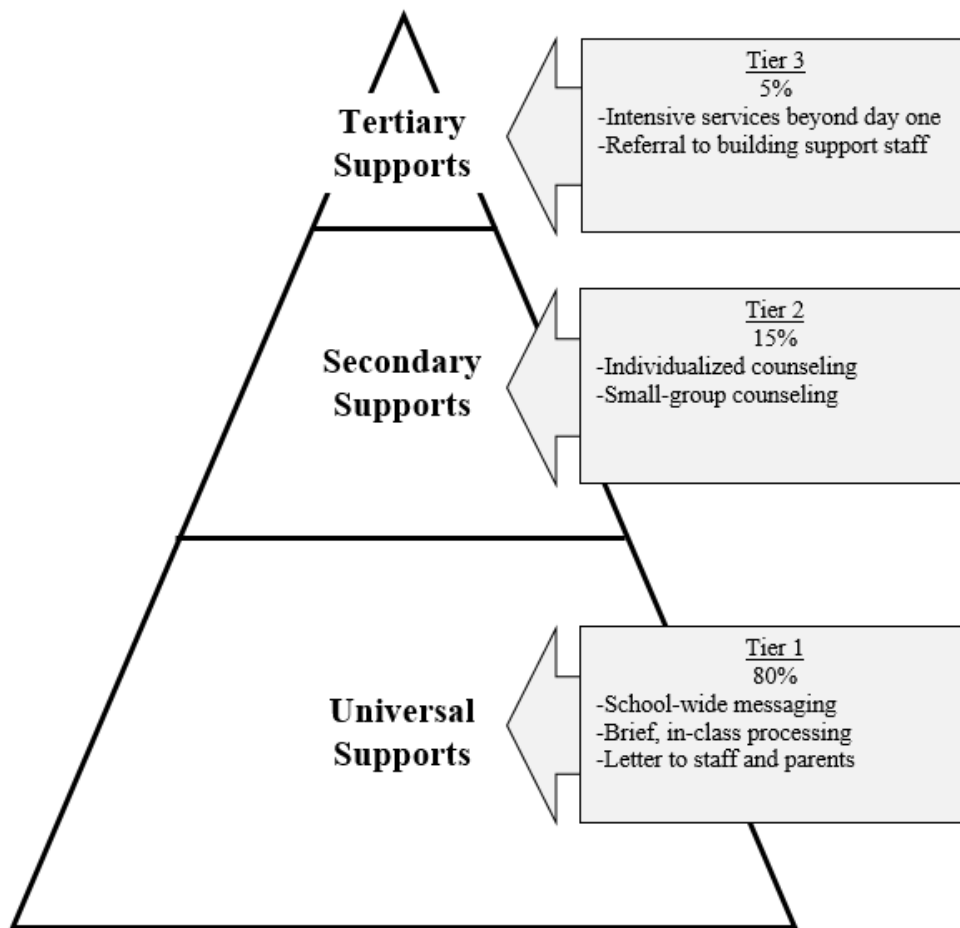 Tertiary
Supports
Tier 3
5%
-Intensive services beyond day one
-Referral to building support staff
Secondary
Supports
Tier 2
15%
-Individualized counseling
-Small-group counseling
Universal
Supports
Tier 1
80%
-School-wide messaging
-Brief, in-class processing
-Letter to staff and parents